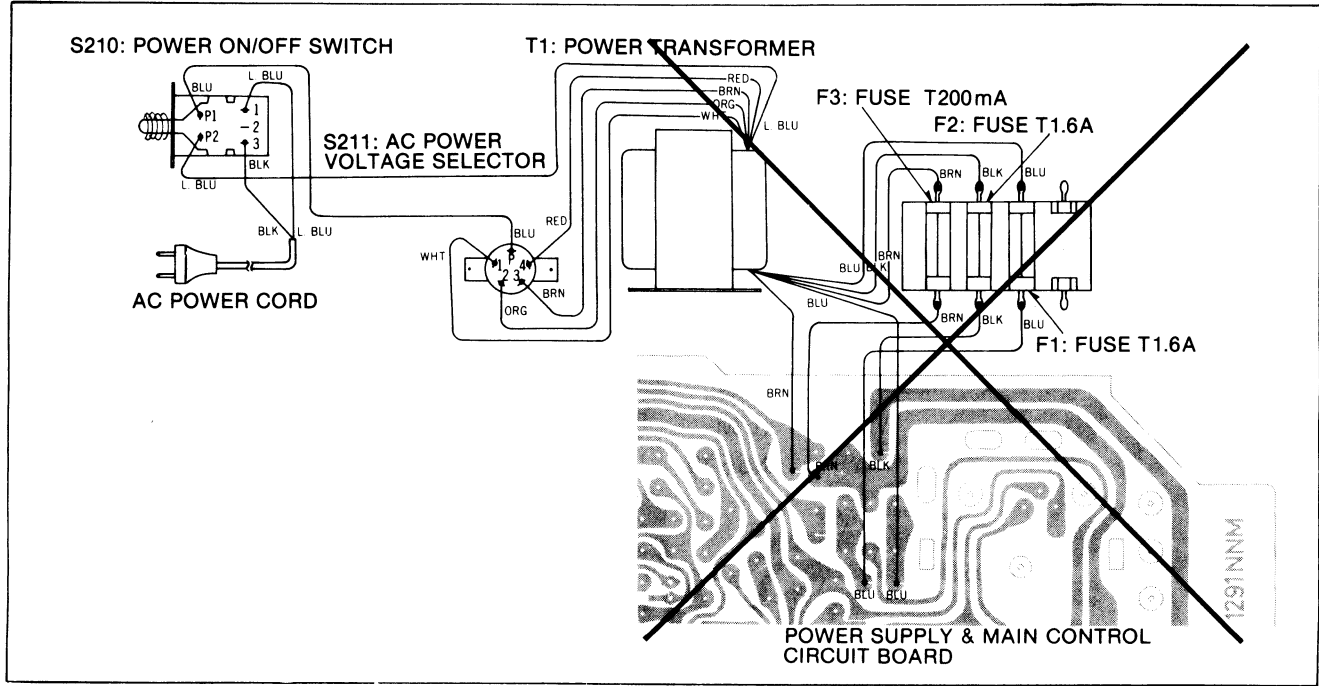 S210: POWER ON/OFF SWITCH
T1: POWER TRANSFORMER
BLU
L. BLU
P1
P2
1
2
3
BLK
L. BLU
S211: AC POWER
VOLTAGE SELECTOR
RED
BRN
ORG
WHT
L. BLU
F3: FUSE T200mA
F2: FUSE T1.6A
BRN
BLK
BLU
BLK
L. BLU
AC POWER CORD
WHT
BLU
RED
5
1
2
3
4
BRN
ORG
BLU
BLK
BRN
BLU
BRN
BLK
BLU
F1: FUSE T1.6A
BRN
BRN
BLK
BLU
BLU
1291NNM
POWER SUPPLY & MAIN CONTROL
CIRCUIT BOARD